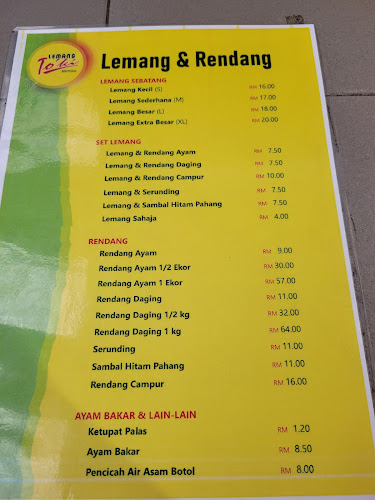 LEMANG
To'ki
Lemang & Rendang
LEMANG SEBATANG
Lemang Kecil (S) RM 16.00
Lemang Sederhana (M) RM 17.00
Lemang Besar (L) RM 18.00
Lemang Extra Besar (XL) RM 20.00
SET LEMANG
Lemang & Rendang Ayam RM 7.50
Lemang & Rendang Daging RM 7.50
Lemang & Rendang Campur RM 10.00
Lemang & Serunding RM 7.50
Lemang & Sambal Hitam Pahang RM 7.50
Lemang Sahaja RM 4.00
RENDANG
Rendang Ayam RM 9.00
Rendang Ayam 1/2 Ekor RM 30.00
Rendang Ayam 1 Ekor RM 57.00
Rendang Daging RM 11.00
Rendang Daging 1/2 kg RM 32.00
Rendang Daging 1 kg RM 64.00
Serunding RM 11.00
Sambal Hitam Pahang RM 11.00
Rendang Campur RM 16.00
AYAM BAKAR & LAIN-LAIN
Ketupat Palas RM 1.20
Ayam Bakar RM 8.50
Pencicah Air Asam Botol RM 8.00